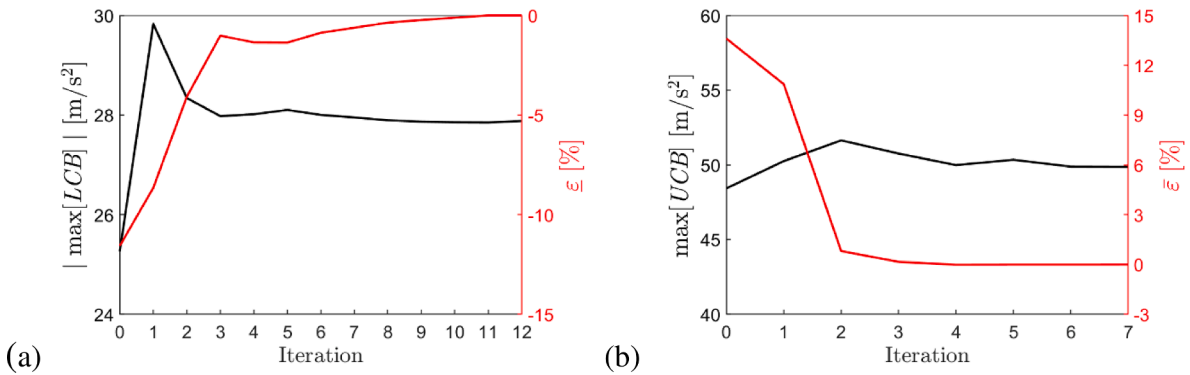 30
28
26
24
| max[LCB] | [m/s²]
0
-5
-10
-15
ε [%]
0 1 2 3 4 5 6 7 8 9 10 11 12
Iteration
(a)
60
55
50
45
40
max[UCB] [m/s²]
15
12
9
6
3
0
-3
ε̄ [%]
0 1 2 3 4 5 6 7
Iteration
(b)